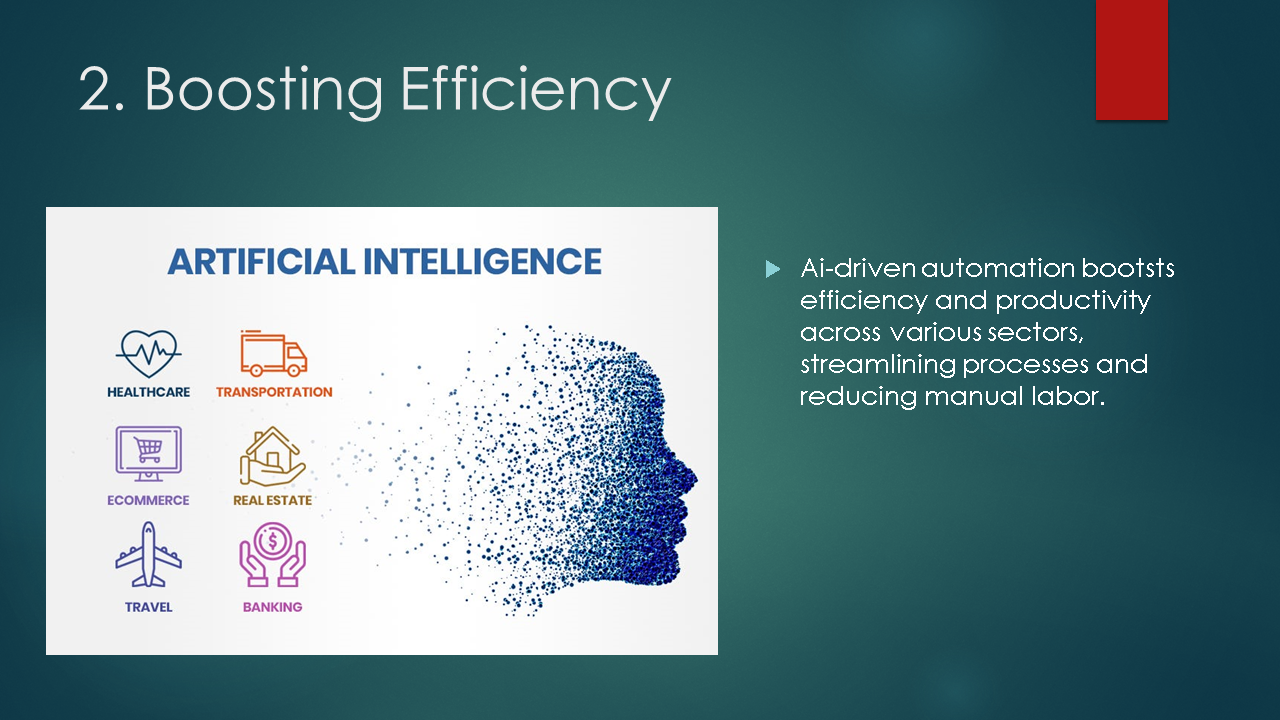 2. Boosting Efficiency
ARTIFICIAL INTELLIGENCE
HEALTHCARE
TRANSPORTATION
ECOMMERCE
REAL ESTATE
$
TRAVEL
BANKING
Ai-driven automation bootsts
efficiency and productivity
across various sectors,
streamlining processes and
reducing manual labor.